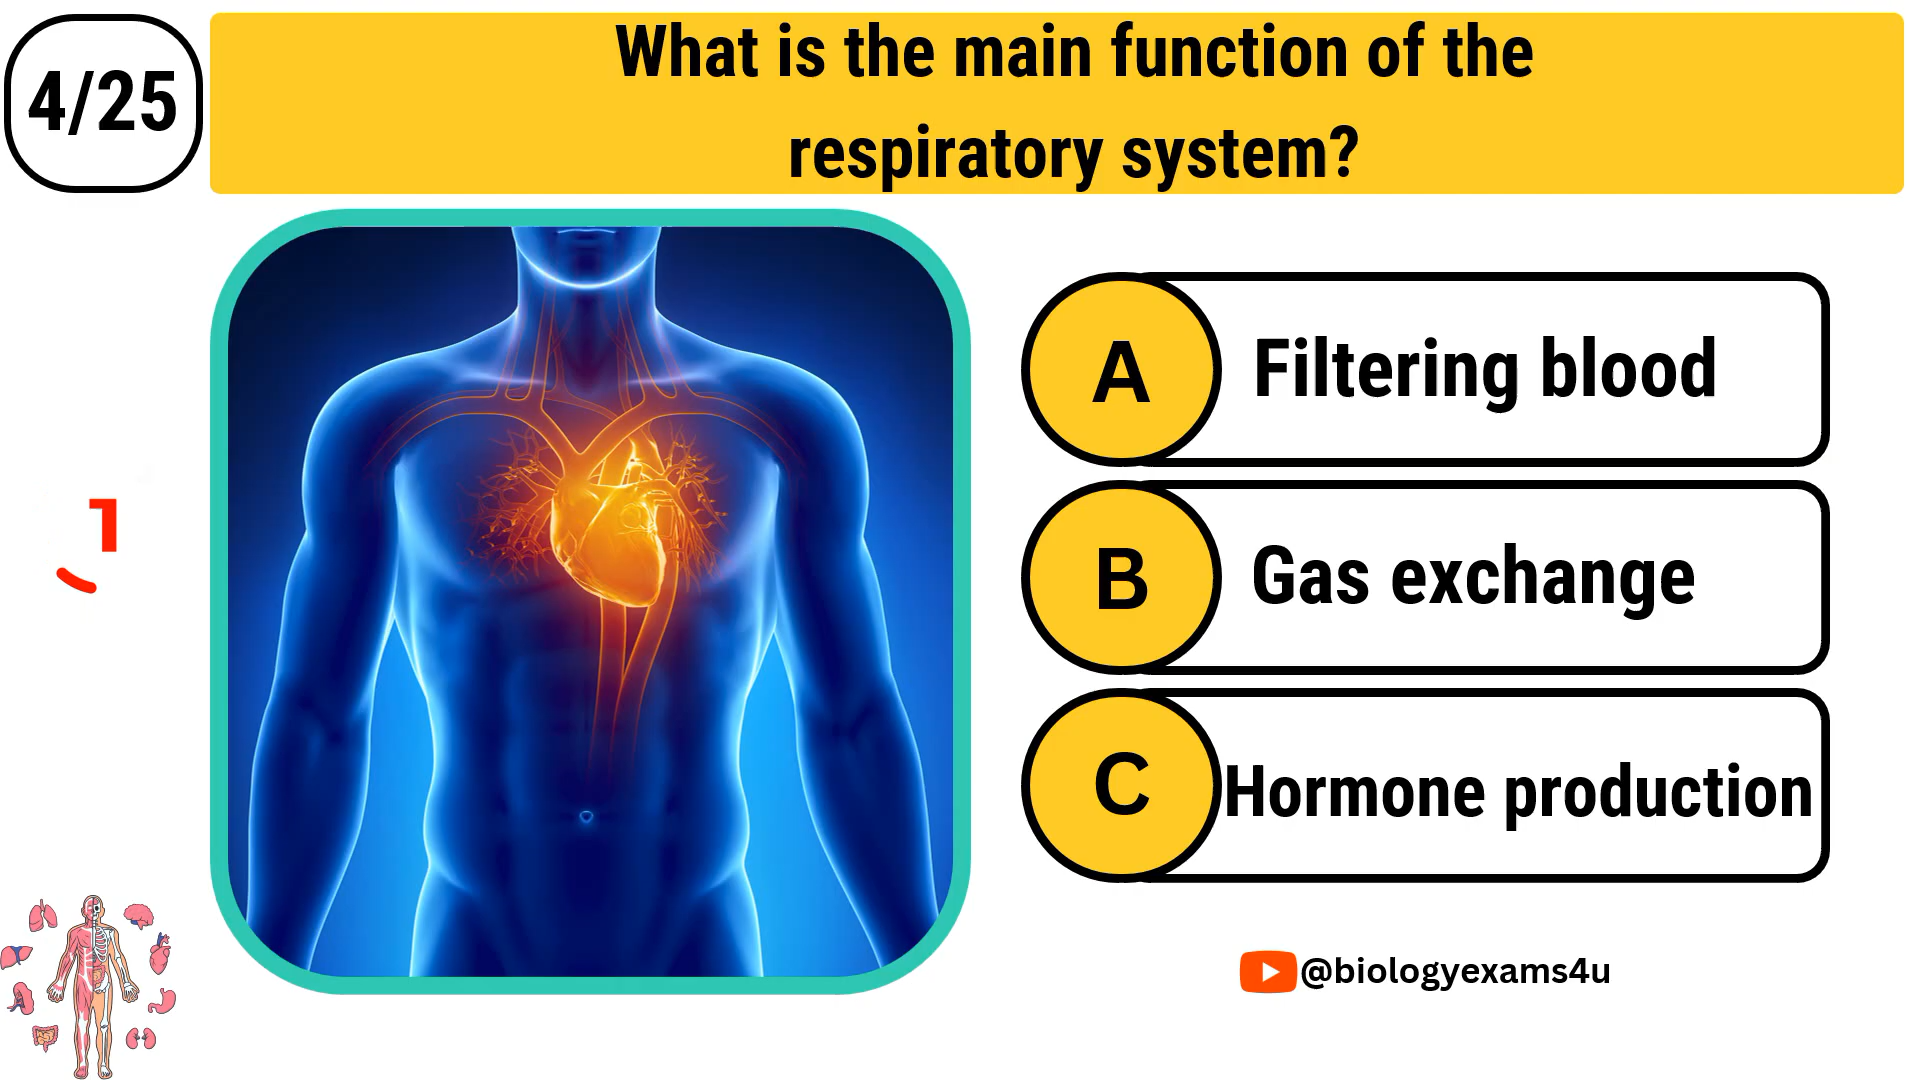 4/25
What is the main function of the
respiratory system?
A Filtering blood
1
B Gas exchange
C Hormone production
@biologyexams4u